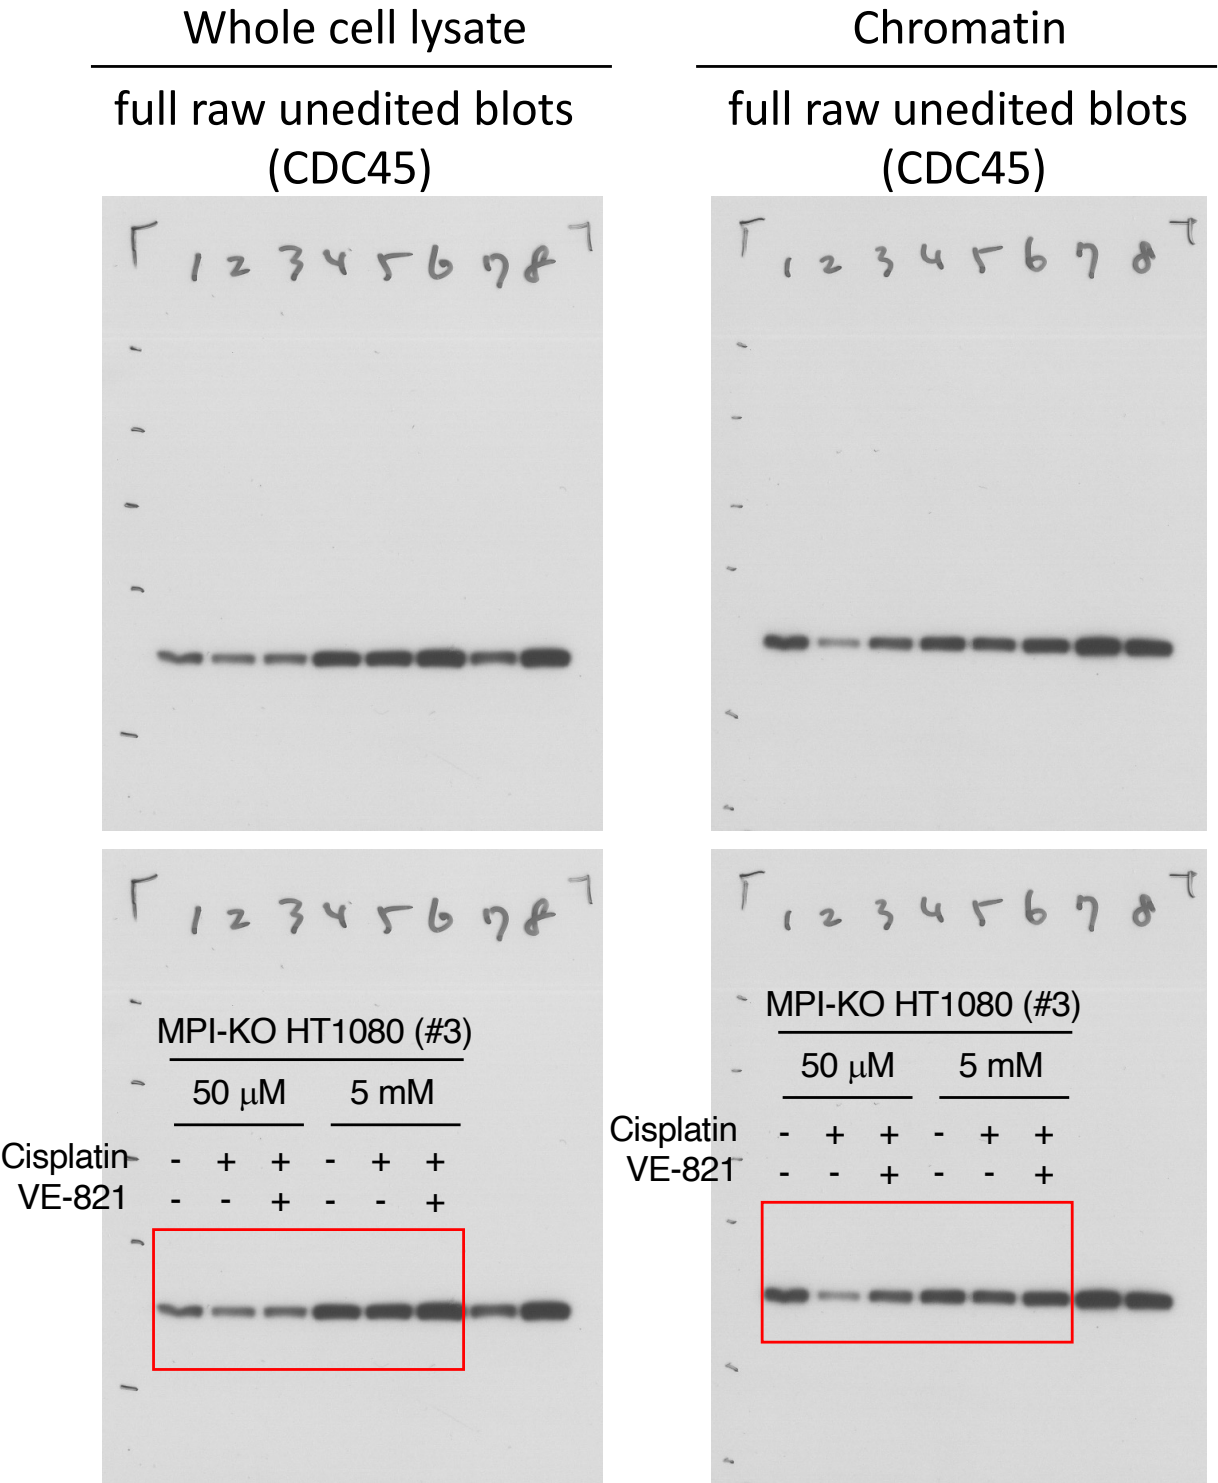 Whole cell lysate
full raw unedited blots
(CDC45)
1 2 3 4 5 6 7 8
MPI-KO HT1080 (#3)
50 μM 5 mM
Cisplatin - + + - + +
VE-821 - - + - - +
1 2 3 4 5 6 7 8
Chromatin
full raw unedited blots
(CDC45)
1 2 3 4 5 6 7 8
1 2 3 4 5 6 7 8
MPI-KO HT1080 (#3)
50 μM 5 mM
Cisplatin - + + - + +
VE-821 - - + - - +